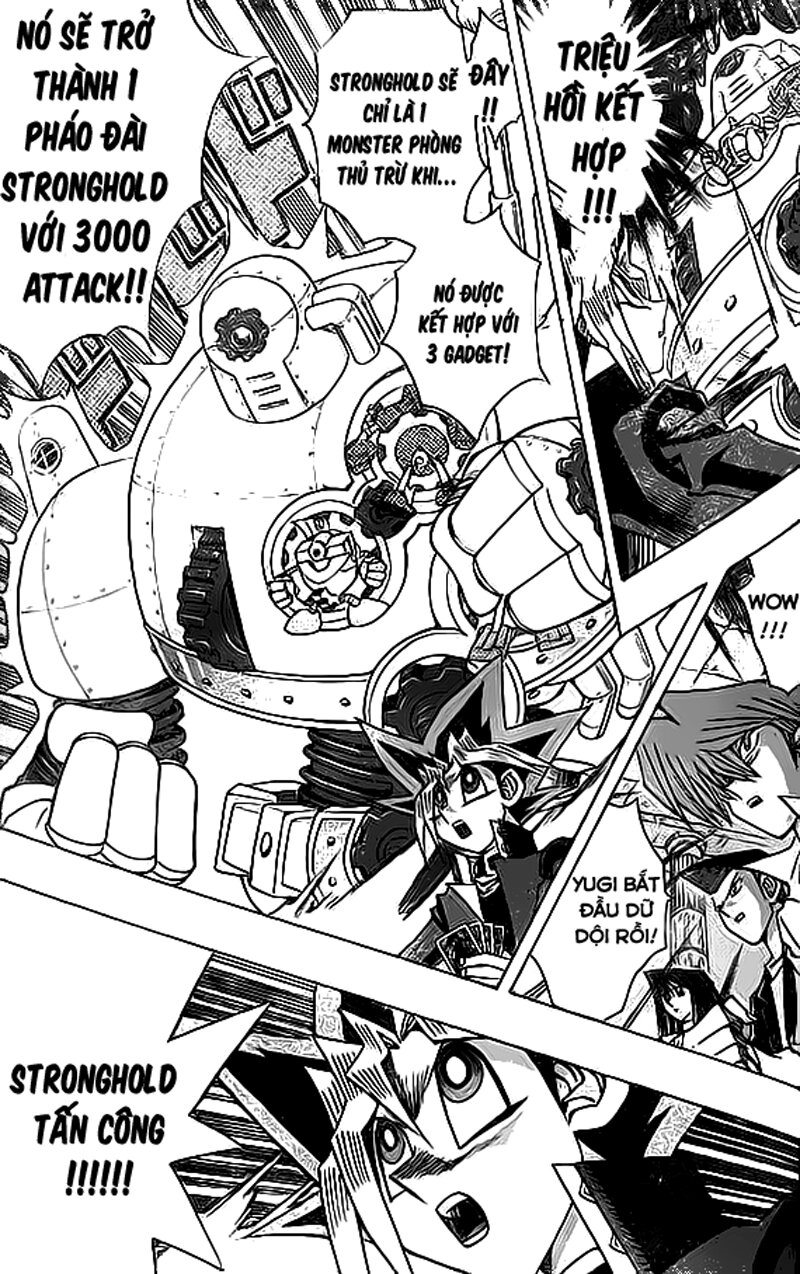 TRIỆU
HỒI KẾT
HỢP
!!!
ĐÂY
!!
STRONGHOLD SẼ
CHỈ LÀ 1
MONSTER PHÒNG
THỦ TRỪ KHI...
NÓ ĐƯỢC
KẾT HỢP VỚI
3 GADGET!
NÓ SẼ TRỞ
THÀNH 1
PHÁO ĐÀI
STRONGHOLD
VỚI 3000
ATTACK!!
WOW
!!!
YUGI BẮT
ĐẦU DỮ
DỘI RỒI!
STRONGHOLD
TẤN CÔNG
!!!!!!